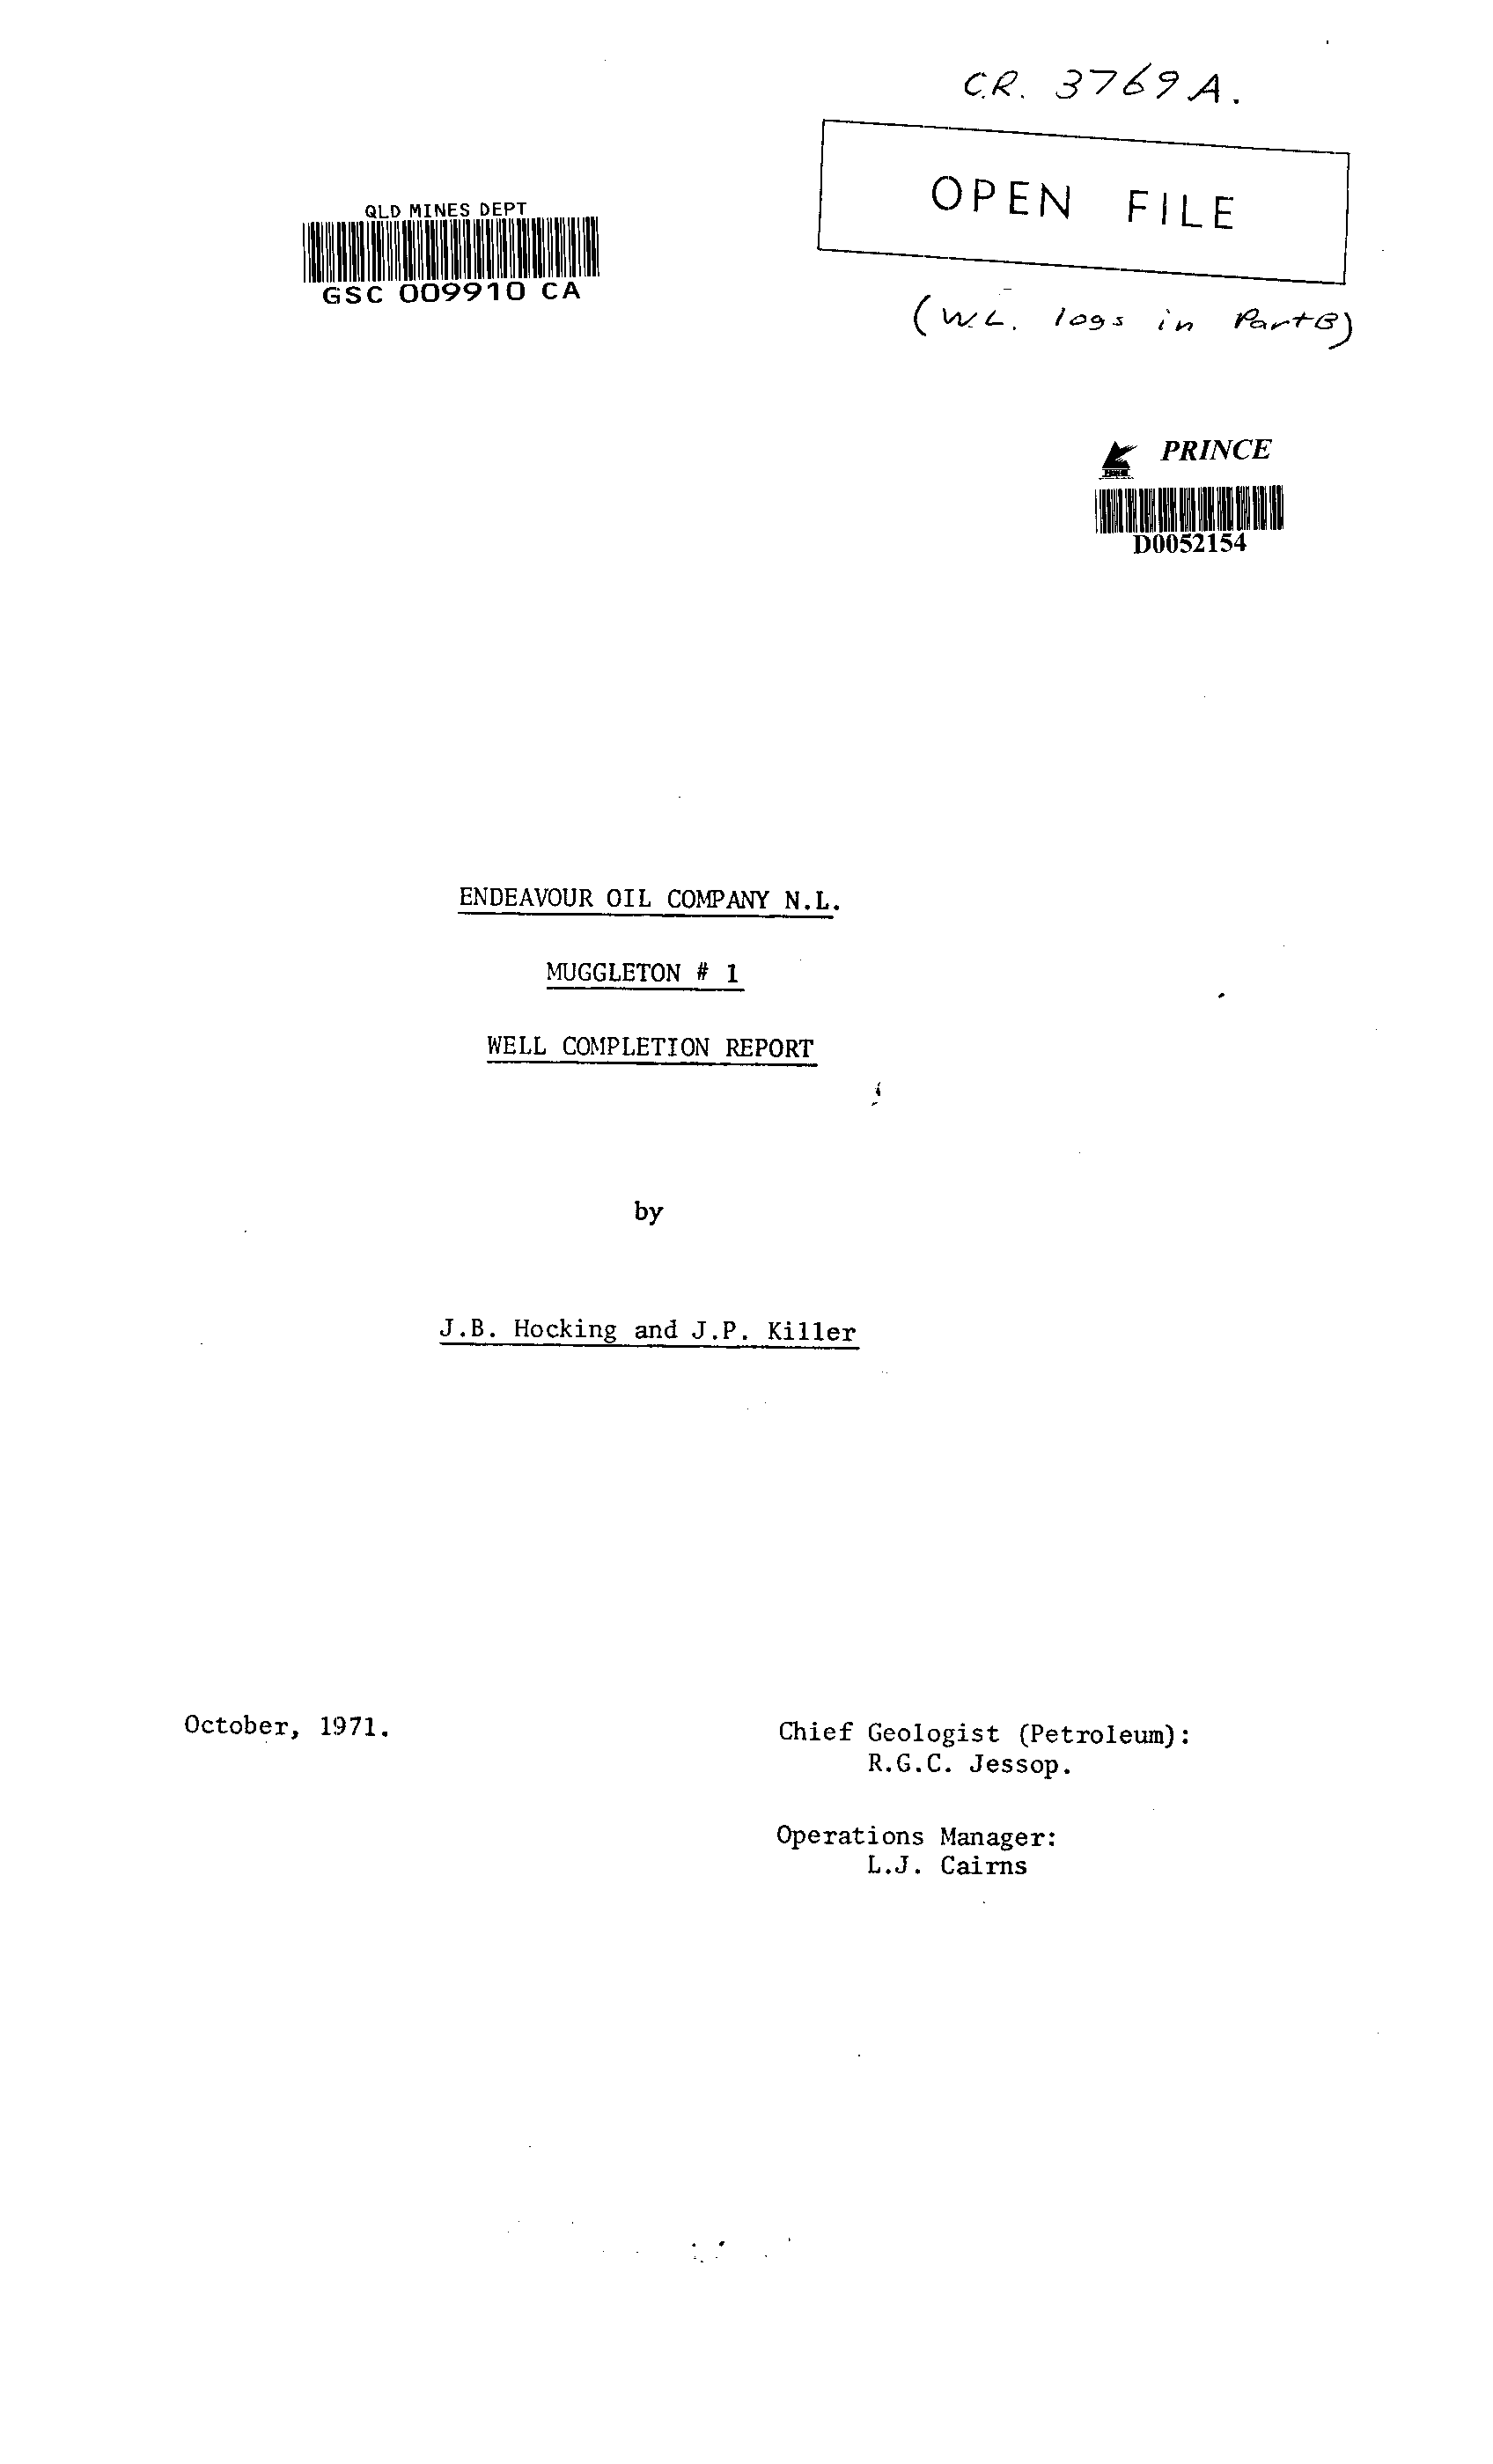 C.R. 3769A.
OPEN FILE
QLD MINES DEPT
GSC 009910 CA
(W.L. logs in Part B)
PRINCE
D0052154
ENDEAVOUR OIL COMPANY N.L.
MUGGLETON # 1
WELL COMPLETION REPORT
by
J.B. Hocking and J.P. Killer
October, 1971.
Chief Geologist (Petroleum):
R.G.C. Jessop.
Operations Manager:
L.J. Cairns